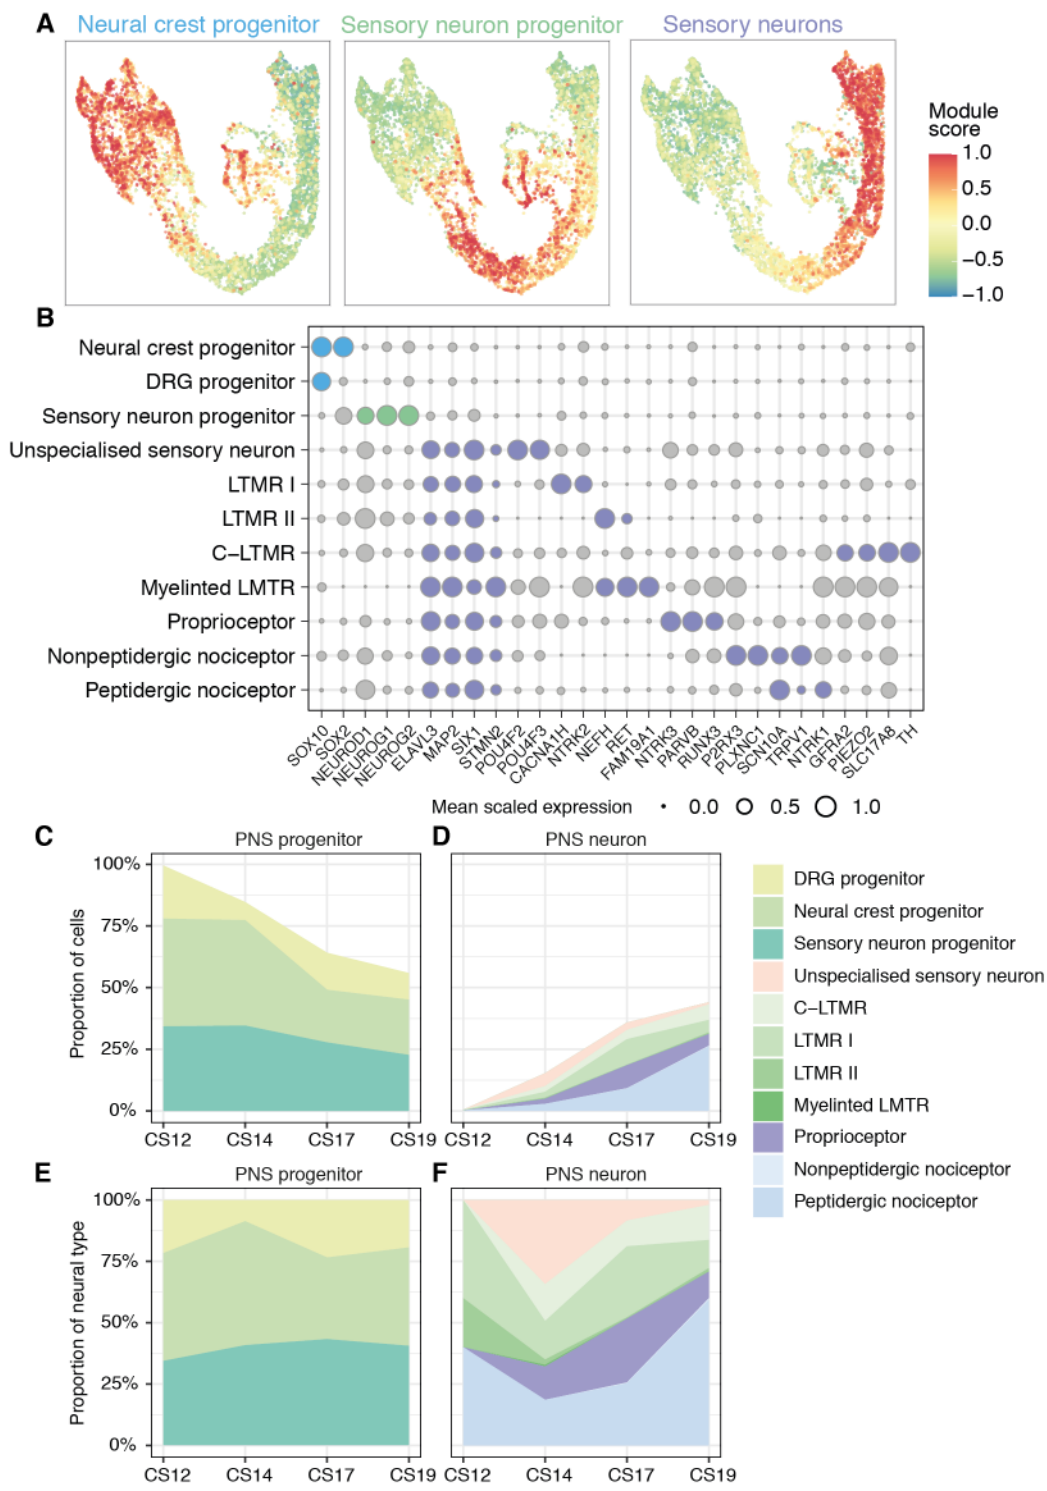 A
Neural crest progenitor
Sensory neuron progenitor
Sensory neurons
Module
score
1.0
0.5
0.0
−0.5
−1.0
B
Neural crest progenitor
DRG progenitor
Sensory neuron progenitor
Unspecialised sensory neuron
LTMR I
LTMR II
C−LTMR
Myelinted LMTR
Proprioceptor
Nonpeptidergic nociceptor
Peptidergic nociceptor
SOX10
SOX2
NEUROD1
NEUROG1
NEUROG2
ELAVL3
MAP2
SIX1
STMN2
POU4F2
POU4F3
CACNA1H
NTRK2
NEFH
RET
FAM19A1
NTRK3
PARVB
RUNX3
P2RX3
PLXNC1
SCN10A
TRPV1
NTRK1
GFRA2
PIEZO2
SLC17A8
TH
Mean scaled expression 0.0 0.5 1.0
C
PNS progenitor
Proportion of cells
100%
75%
50%
25%
0%
CS12 CS14 CS17 CS19
D
PNS neuron
CS12 CS14 CS17 CS19
DRG progenitor
Neural crest progenitor
Sensory neuron progenitor
Unspecialised sensory neuron
C−LTMR
LTMR I
LTMR II
Myelinted LMTR
Proprioceptor
Nonpeptidergic nociceptor
Peptidergic nociceptor
E
PNS progenitor
Proportion of neural type
100%
75%
50%
25%
0%
CS12 CS14 CS17 CS19
F
PNS neuron
CS12 CS14 CS17 CS19